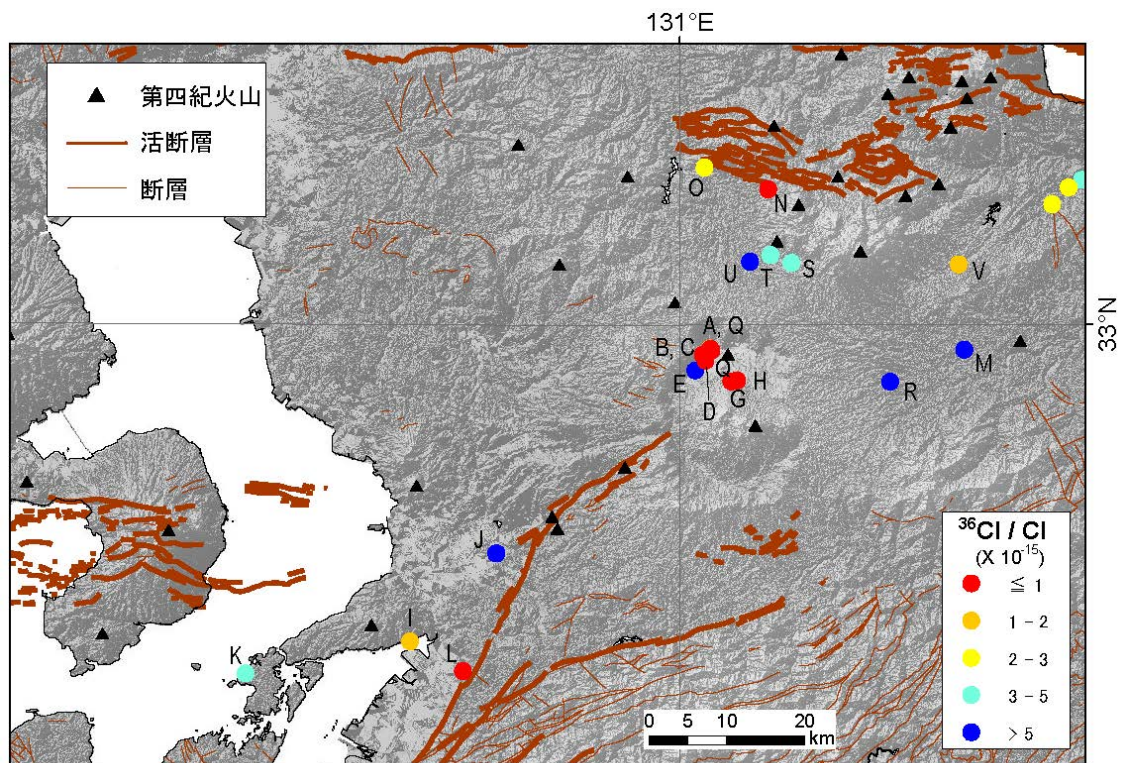 131°E
第四紀火山
活断層
断層
O
N
U
T
S
V
33°N
A, Q
B, C
Q
E
H
G
D
M
R
J
I
K
L
0 5 10 20
km
³⁶Cl / Cl
(X 10⁻¹⁵)
≦ 1
1 - 2
2 - 3
3 - 5
> 5